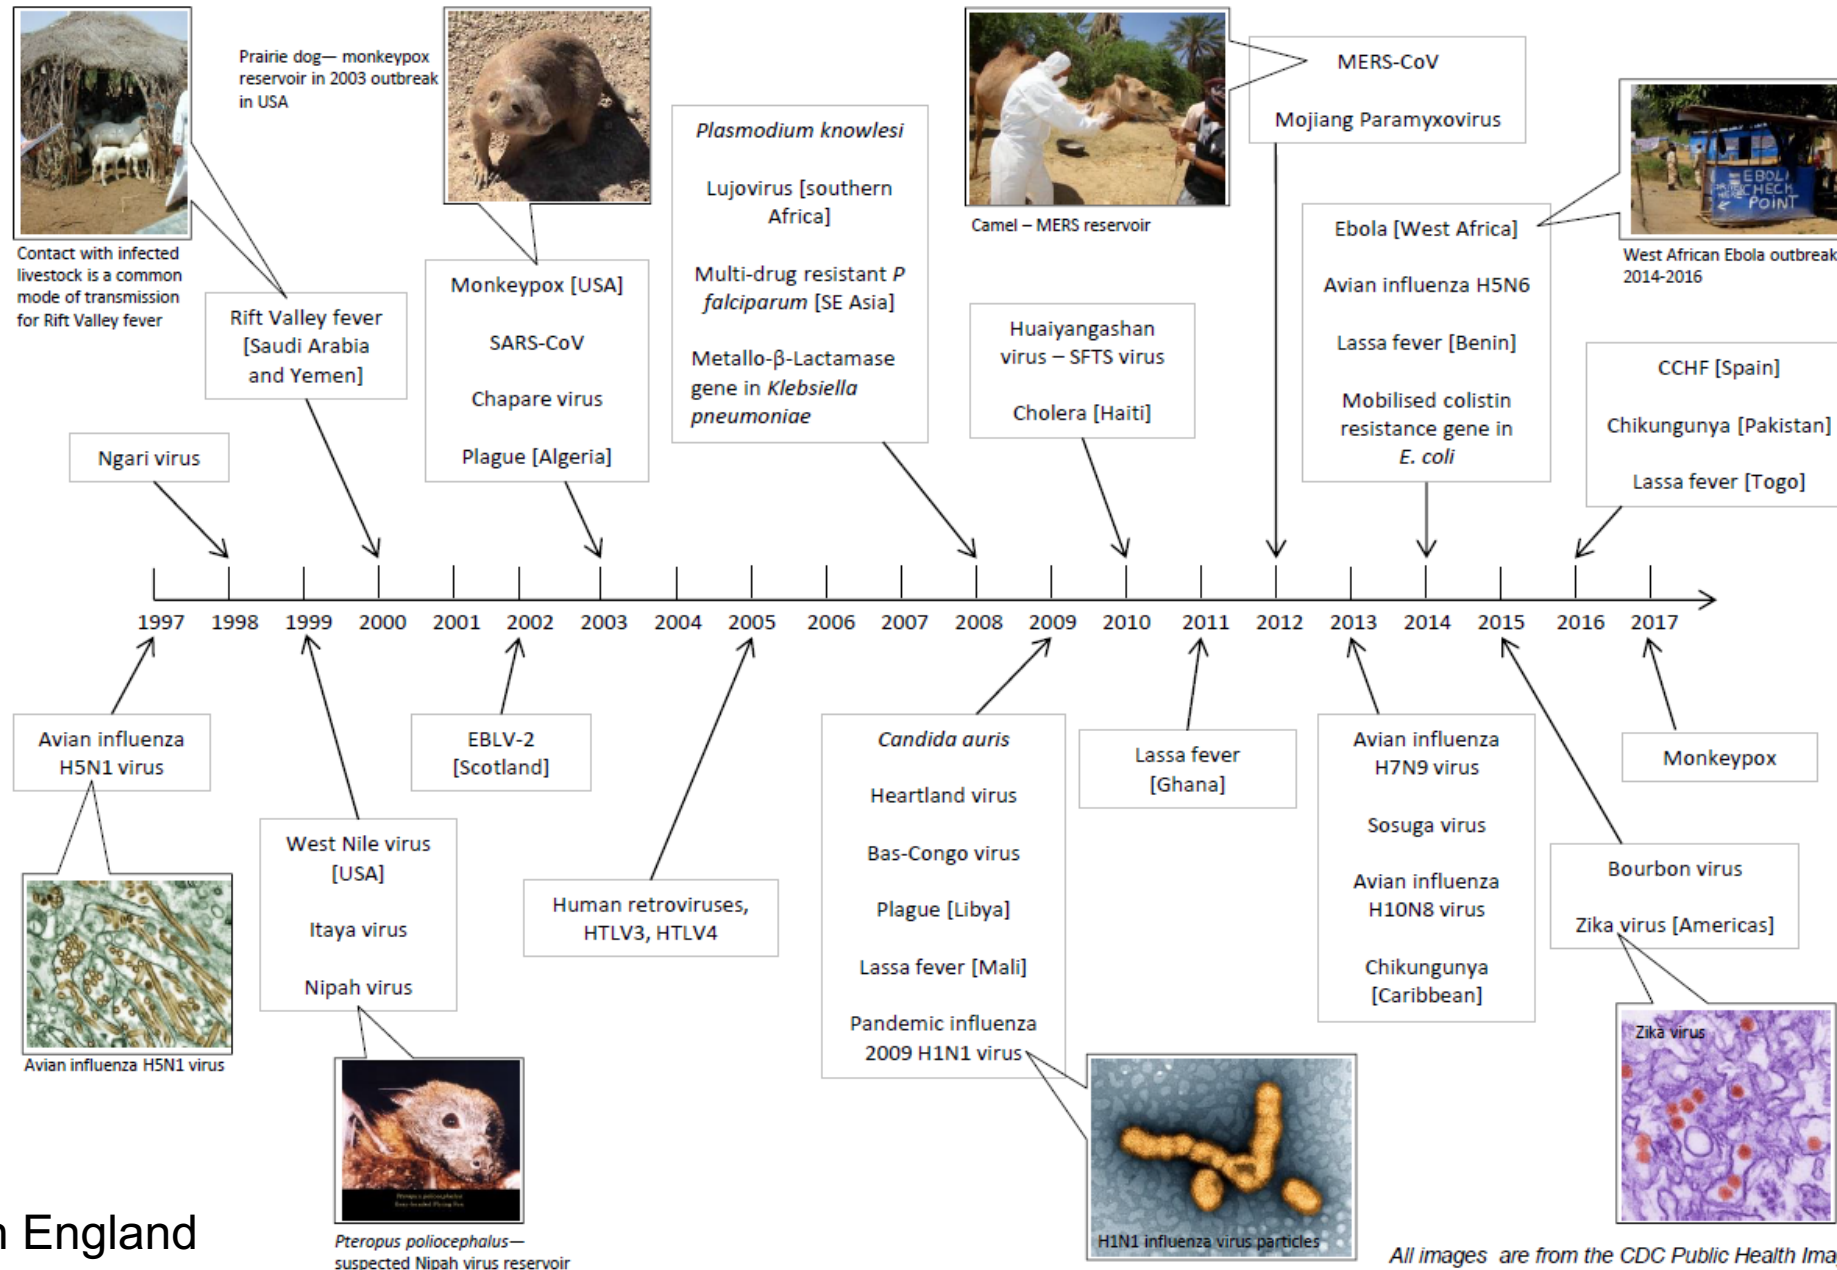 Contact with infected
livestock is a common
mode of transmission
for Rift Valley fever
Prairie dog— monkeypox
reservoir in 2003 outbreak
in USA
Camel – MERS reservoir
EBOLA
CHECK
POINT
West African Ebola outbreak
2014-2016
Ngari virus
Rift Valley fever
[Saudi Arabia
and Yemen]
Monkeypox [USA]
SARS-CoV
Chapare virus
Plague [Algeria]
Plasmodium knowlesi
Lujovirus [southern
Africa]
Multi-drug resistant P
falciparum [SE Asia]
Metallo-β-Lactamase
gene in Klebsiella
pneumoniae
Huaiyangashan
virus – SFTS virus
Cholera [Haiti]
MERS-CoV
Mojiang Paramyxovirus
Ebola [West Africa]
Avian influenza H5N6
Lassa fever [Benin]
Mobilised colistin
resistance gene in
E. coli
CCHF [Spain]
Chikungunya [Pakistan]
Lassa fever [Togo]
1997 1998 1999 2000 2001 2002 2003 2004 2005 2006 2007 2008 2009 2010 2011 2012 2013 2014 2015 2016 2017
Avian influenza
H5N1 virus
Avian influenza H5N1 virus
West Nile virus
[USA]
Itaya virus
Nipah virus
Pteropus poliocephalus—
suspected Nipah virus reservoir
EBLV-2
[Scotland]
Human retroviruses,
HTLV3, HTLV4
Candida auris
Heartland virus
Bas-Congo virus
Plague [Libya]
Lassa fever [Mali]
Pandemic influenza
2009 H1N1 virus
H1N1 influenza virus particles
Lassa fever
[Ghana]
Avian influenza
H7N9 virus
Sosuga virus
Avian influenza
H10N8 virus
Chikungunya
[Caribbean]
Bourbon virus
Zika virus [Americas]
Zika virus
Monkeypox
n England
All images are from the CDC Public Health Ima